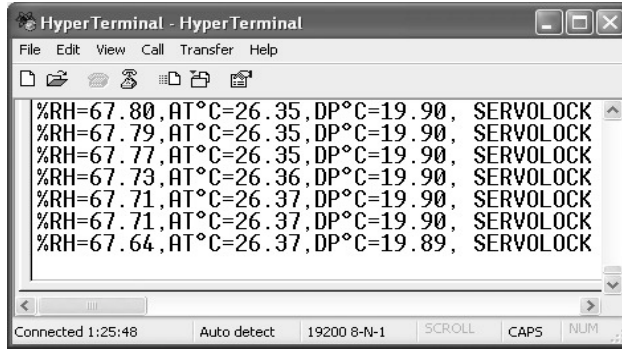 HyperTerminal - HyperTerminal
File Edit View Call Transfer Help
%RH=67.80,AT°C=26.35,DP°C=19.90, SERVOLOCK
%RH=67.79,AT°C=26.35,DP°C=19.90, SERVOLOCK
%RH=67.77,AT°C=26.35,DP°C=19.90, SERVOLOCK
%RH=67.73,AT°C=26.36,DP°C=19.90, SERVOLOCK
%RH=67.71,AT°C=26.37,DP°C=19.90, SERVOLOCK
%RH=67.71,AT°C=26.37,DP°C=19.90, SERVOLOCK
%RH=67.64,AT°C=26.37,DP°C=19.89, SERVOLOCK
Connected 1:25:48 Auto detect 19200 8-N-1 SCROLL CAPS NUM